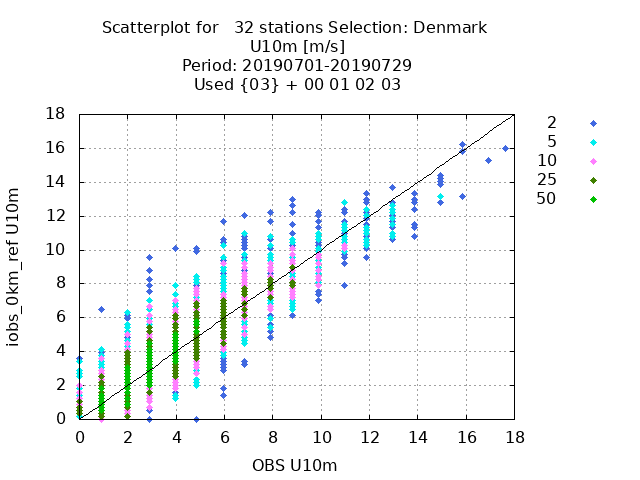 Scatterplot for   32 stations Selection: Denmark
U10m [m/s]
Period: 20190701-20190729
Used {03} + 00 01 02 03
18
16
14
12
10
8
6
4
2
0
iobs_0km_ref U10m
0 2 4 6 8 10 12 14 16 18
OBS U10m
2
5
10
25
50